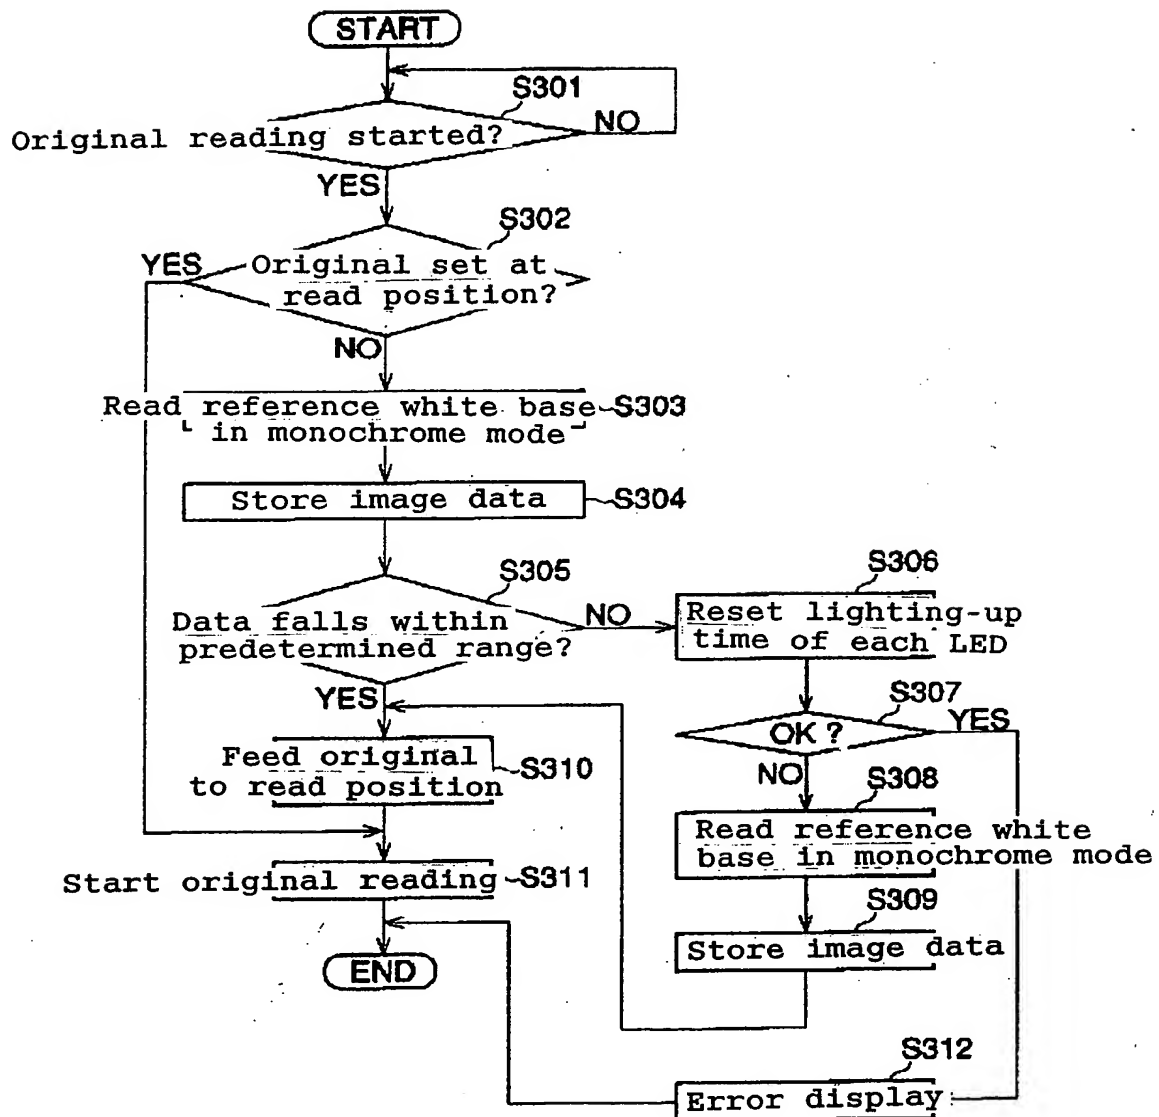 START
S301
Original reading started?
NO
YES
S302
YES
Original set at
read position?
NO
Read reference white base
in monochrome mode
S303
Store image data
S304
S305
Data falls within
predetermined range?
NO
YES
S306
Reset lighting-up
time of each LED
S307
OK ?
YES
NO
Feed original
to read position
S310
S308
Read reference white
base in monochrome mode
Start original reading
S311
S309
Store image data
END
S312
Error display